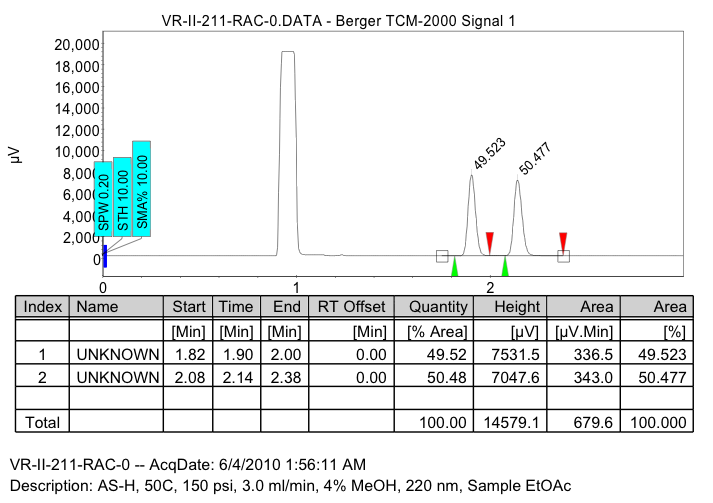 VR-II-211-RAC-0.DATA - Berger TCM-2000 Signal 1
20,000
18,000
16,000
14,000
12,000
10,000
8,000
6,000
4,000
2,000
0
µV
SPW 0.20
STH 10.00
SMA% 10.00
49.523
50.477
0 1 2
Index Name Start Time End RT Offset Quantity Height Area Area
[Min] [Min] [Min] [Min] [% Area] [µV] [µV.Min] [%]
1 UNKNOWN 1.82 1.90 2.00 0.00 49.52 7531.5 336.5 49.523
2 UNKNOWN 2.08 2.14 2.38 0.00 50.48 7047.6 343.0 50.477
Total 100.00 14579.1 679.6 100.000
VR-II-211-RAC-0 -- AcqDate: 6/4/2010 1:56:11 AM
Description: AS-H, 50C, 150 psi, 3.0 ml/min, 4% MeOH, 220 nm, Sample EtOAc